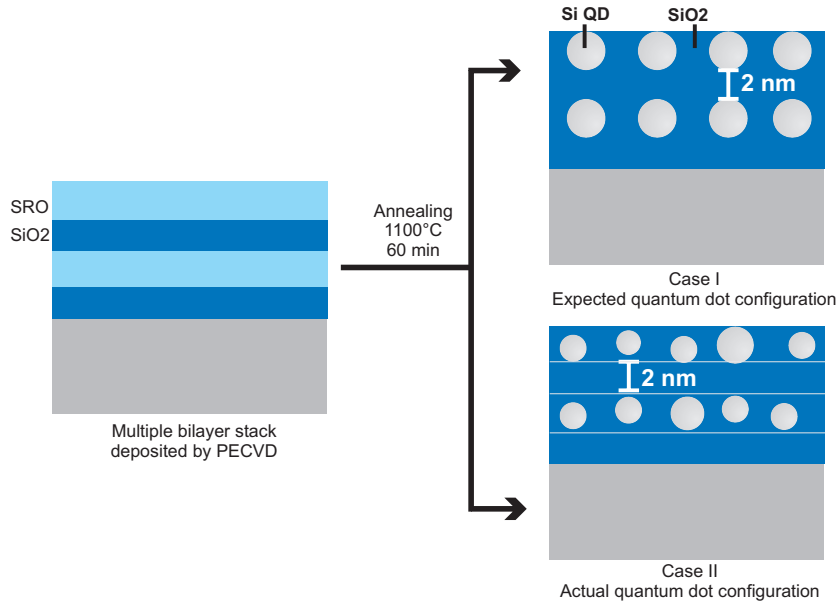 SRO
SiO2
Multiple bilayer stack
deposited by PECVD
Annealing
1100°C
60 min
Si QD
SiO2
2 nm
Case I
Expected quantum dot configuration
2 nm
Case II
Actual quantum dot configuration